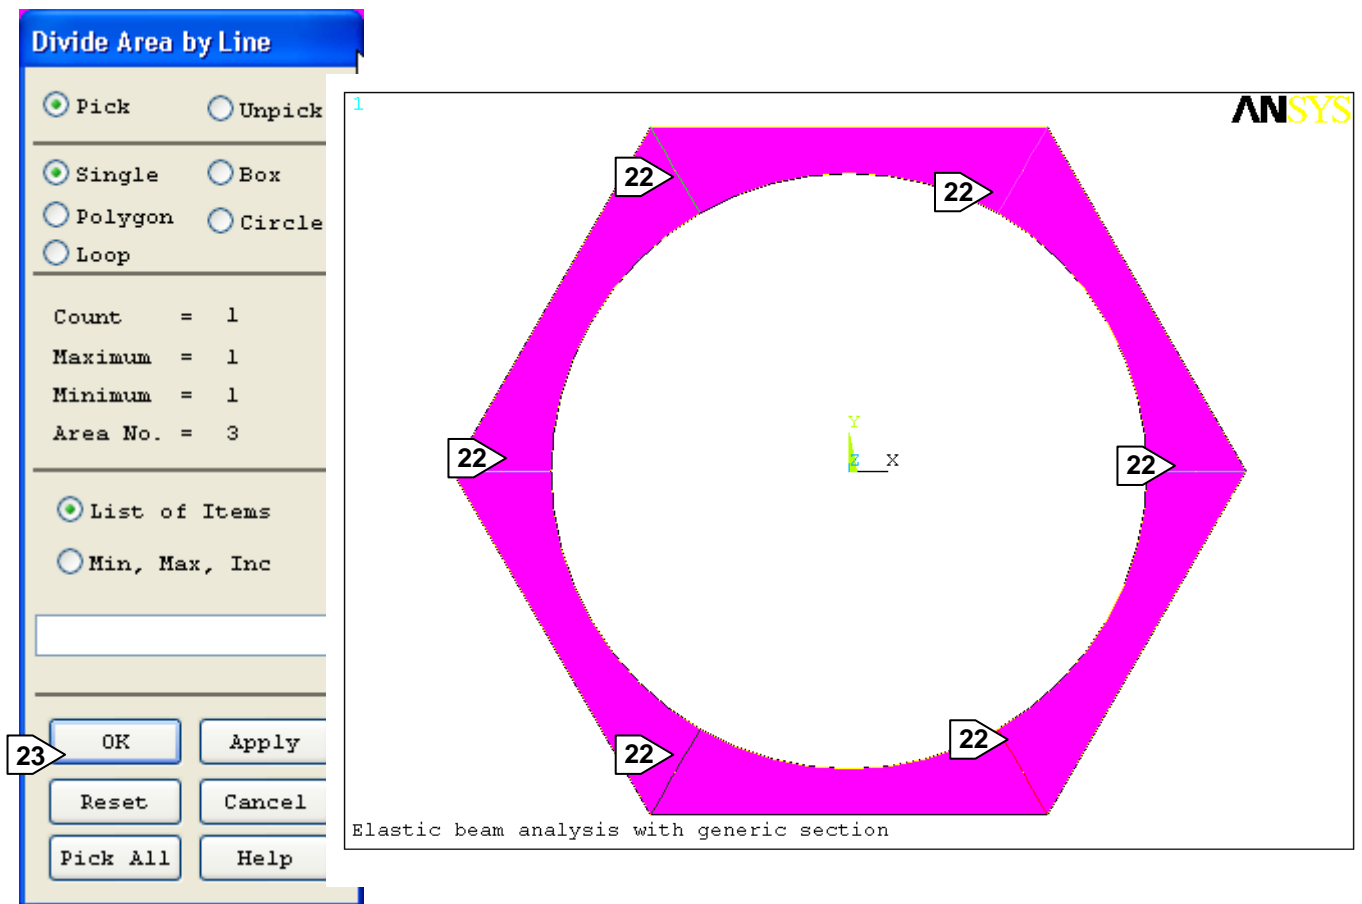 Divide Area by Line
Pick Unpick
Single Box
Polygon Circle
Loop
Count = 1
Maximum = 1
Minimum = 1
Area No. = 3
List of Items
Min, Max, Inc
OK Apply
Reset Cancel
Pick All Help
23
1
ANSYS
22
22
22
22
22
22
Y
Z X
Elastic beam analysis with generic section